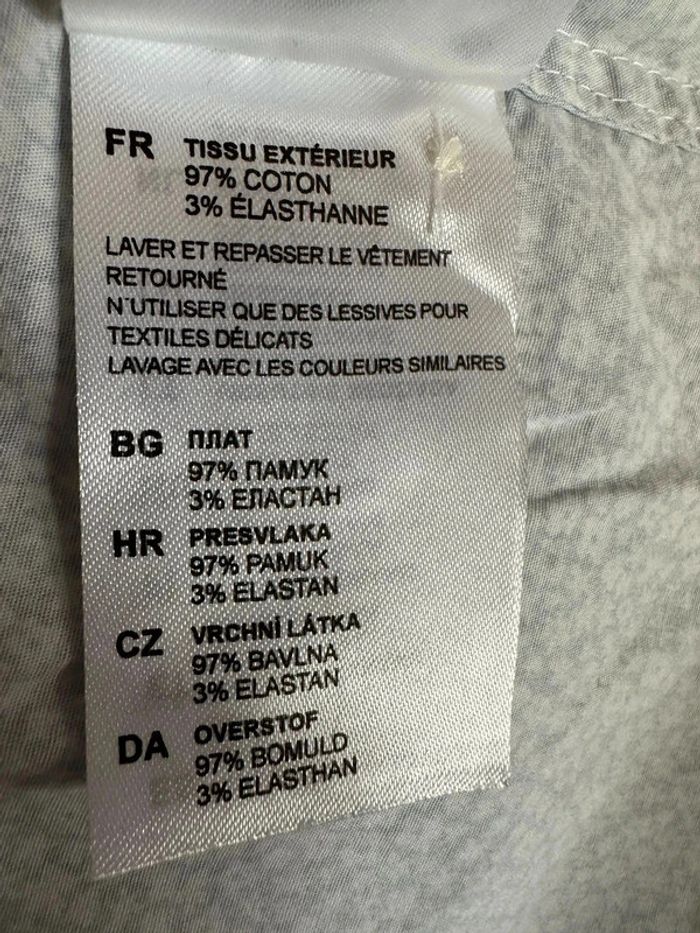 FR TISSU EXTÉRIEUR
97% COTON
3% ÉLASTHANNE
LAVER ET REPASSER LE VÊTEMENT
RETOURNÉ
N'UTILISER QUE DES LESSIVES POUR
TEXTILES DÉLICATS
LAVAGE AVEC LES COULEURS SIMILAIRES
BG ПЛАТ
97% ПАМУК
3% ЕЛАСТАН
HR PRESVLAKA
97% PAMUK
3% ELASTAN
CZ VRCHNÍ LÁTKA
97% BAVLNA
3% ELASTAN
DA OVERSTOF
97% BOMULD
3% ELASTHAN